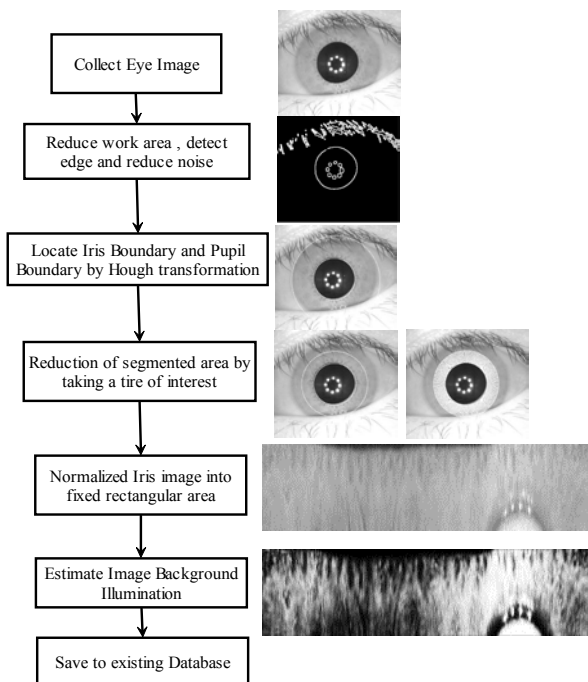 Collect Eye Image
Reduce work area , detect
edge and reduce noise
Locate Iris Boundary and Pupil
Boundary by Hough transformation
Reduction of segmented area by
taking a tire of interest
Normalized Iris image into
fixed rectangular area
Estimate Image Background
Illumination
Save to existing Database